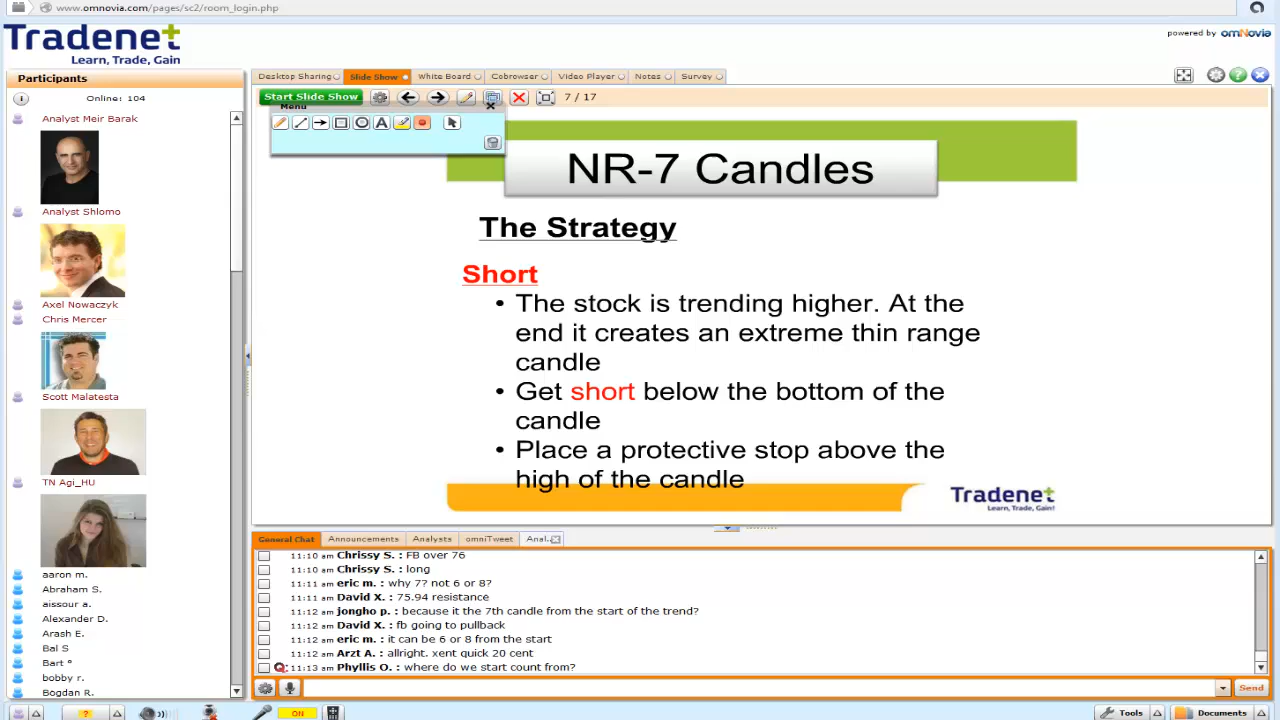 www.omnovia.com/pages/sc2/room_login.php
Tradenet
Learn, Trade, Gain
powered by omNovia
Participants
Online: 104
Analyst Meir Barak
Analyst Shlomo
Axel Nowaczyk
Chris Mercer
Scott Malatesta
TN Agi_HU
aaron m.
Abraham S.
aissour a.
Alexander D.
Arash E.
Bal S
Bart °
bobby r.
Bogdan R.
Desktop Sharing
Slide Show
White Board
Cobrowser
Video Player
Notes
Survey
Start Slide Show
7 / 17
Menu
A
NR-7 Candles
The Strategy
Short
• The stock is trending higher. At the
end it creates an extreme thin range
candle
• Get short below the bottom of the
candle
• Place a protective stop above the
high of the candle
Tradenet
Learn, Trade, Gain!
General Chat
Announcements
Analysts
omniTweet
Anal..
11:10 am Chrissy S. : FB over 76
11:10 am Chrissy S. : long
11:11 am eric m. : why 7? not 6 or 8?
11:11 am David X. : 75.94 resistance
11:12 am jongho p. : because it the 7th candle from the start of the trend?
11:12 am David X. : fb going to pullback
11:12 am eric m. : it can be 6 or 8 from the start
11:12 am Arzt A. : allright. xent quick 20 cent
Q: 11:13 am Phyllis O. : where do we start count from?
Send
?
ON
Tools
Documents